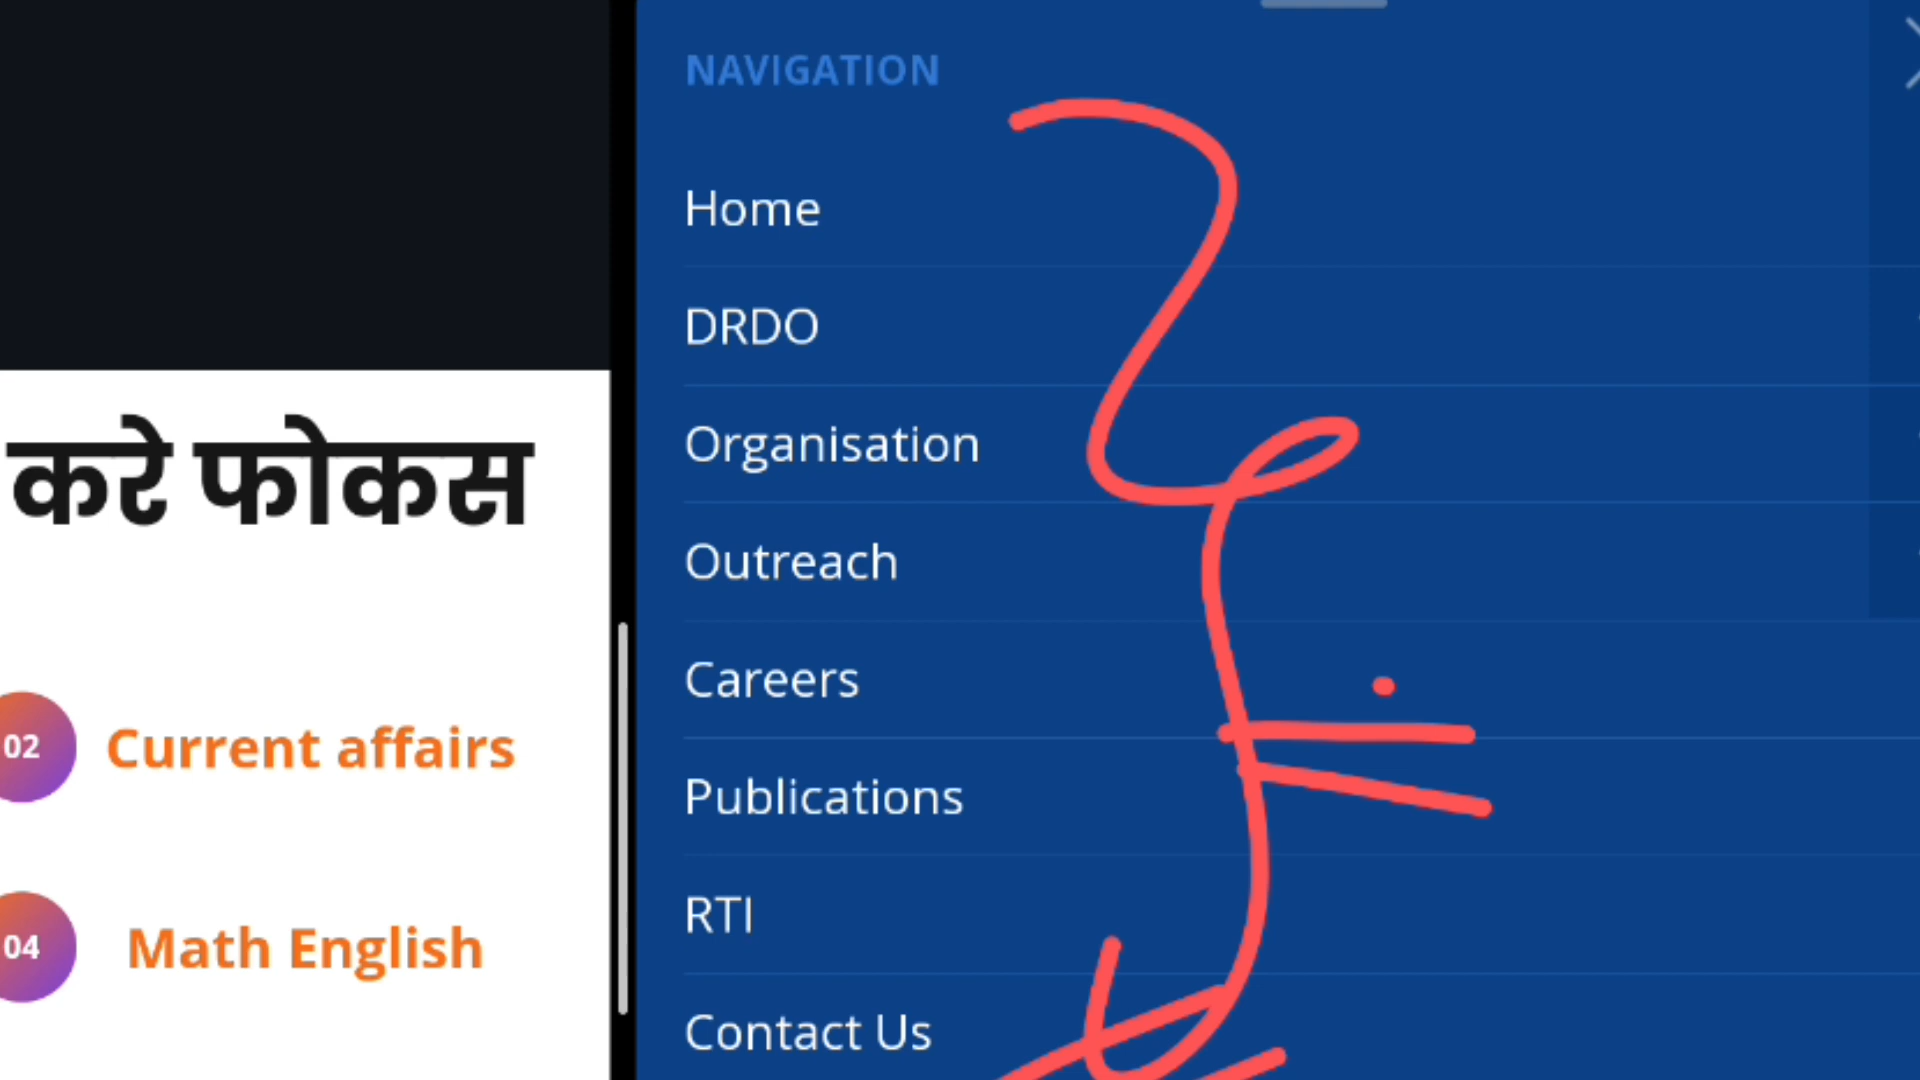 करे फोकस
02 Current affairs
04 Math English
NAVIGATION
Home
DRDO
Organisation
Outreach
Careers
Publications
RTI
Contact Us